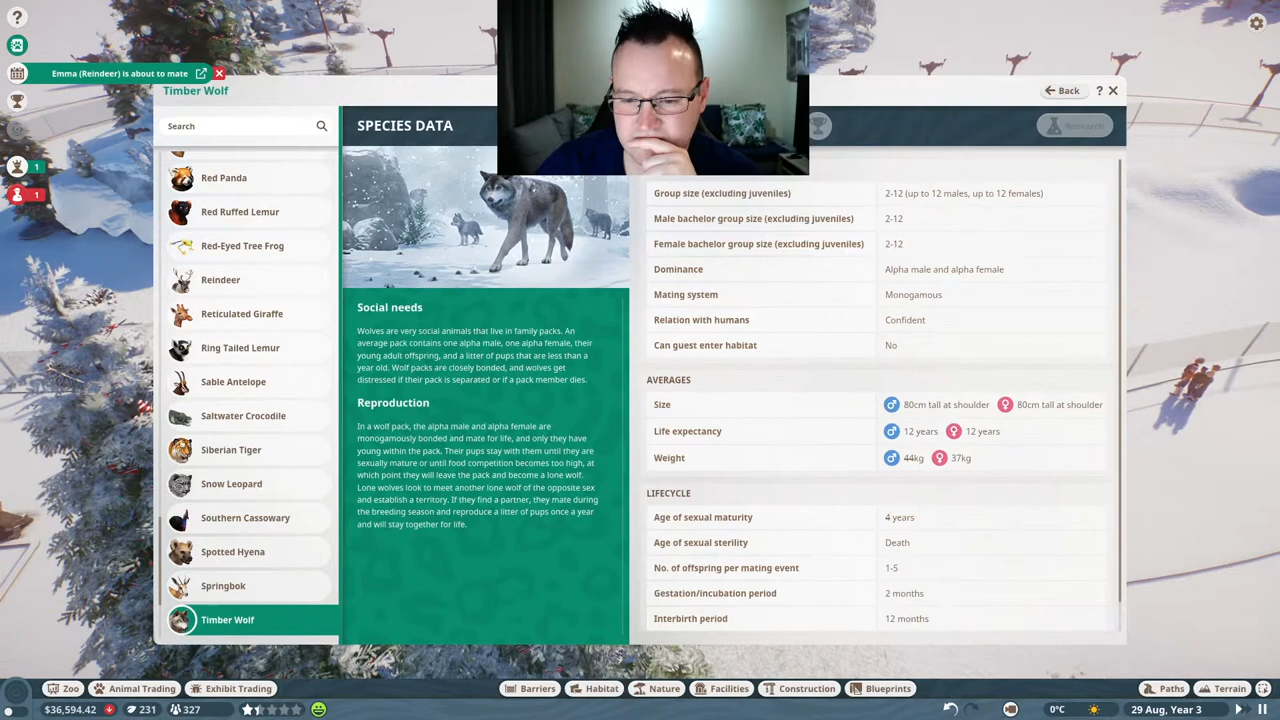 Emma (Reindeer) is about to mate
Timber Wolf
Back
?
Search
SPECIES DATA
Research
1
1
Red Panda
Red Ruffed Lemur
Red-Eyed Tree Frog
Reindeer
Reticulated Giraffe
Ring Tailed Lemur
Sable Antelope
Saltwater Crocodile
Siberian Tiger
Snow Leopard
Southern Cassowary
Spotted Hyena
Springbok
Timber Wolf
Social needs
Wolves are very social animals that live in family packs. An
average pack contains one alpha male, one alpha female, their
young adult offspring, and a litter of pups that are less than a
year old. Wolf packs are closely bonded, and wolves get
distressed if their pack is separated or if a pack member dies.
Reproduction
In a wolf pack, the alpha male and alpha female are
monogamously bonded and mate for life, and only they have
young within the pack. Their pups stay with them until they are
sexually mature or until food competition becomes too high, at
which point they will leave the pack and become a lone wolf.
Lone wolves look to meet another lone wolf of the opposite sex
and establish a territory. If they find a partner, they mate during
the breeding season and reproduce a litter of pups once a year
and will stay together for life.
Group size (excluding juveniles) 2-12 (up to 12 males, up to 12 females)
Male bachelor group size (excluding juveniles) 2-12
Female bachelor group size (excluding juveniles) 2-12
Dominance Alpha male and alpha female
Mating system Monogamous
Relation with humans Confident
Can guest enter habitat No
AVERAGES
Size 80cm tall at shoulder 80cm tall at shoulder
Life expectancy 12 years 12 years
Weight 44kg 37kg
LIFECYCLE
Age of sexual maturity 4 years
Age of sexual sterility Death
No. of offspring per mating event 1-5
Gestation/incubation period 2 months
Interbirth period 12 months
Zoo Animal Trading Exhibit Trading Barriers Habitat Nature Facilities Construction Blueprints Paths Terrain
$36,594.42 231 327 0°C 29 Aug, Year 3